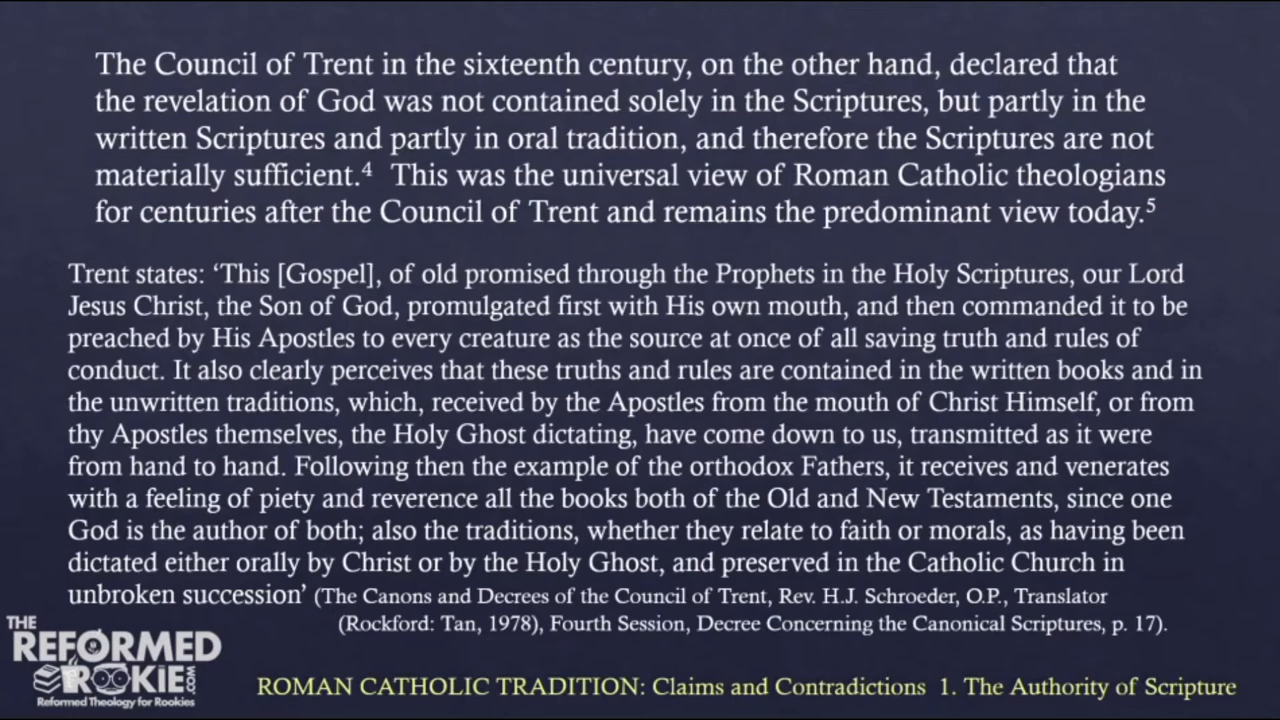 The Council of Trent in the sixteenth century, on the other hand, declared that
the revelation of God was not contained solely in the Scriptures, but partly in the
written Scriptures and partly in oral tradition, and therefore the Scriptures are not
materially sufficient.⁴ This was the universal view of Roman Catholic theologians
for centuries after the Council of Trent and remains the predominant view today.⁵
Trent states: ‘This [Gospel], of old promised through the Prophets in the Holy Scriptures, our Lord
Jesus Christ, the Son of God, promulgated first with His own mouth, and then commanded it to be
preached by His Apostles to every creature as the source at once of all saving truth and rules of
conduct. It also clearly perceives that these truths and rules are contained in the written books and in
the unwritten traditions, which, received by the Apostles from the mouth of Christ Himself, or from
thy Apostles themselves, the Holy Ghost dictating, have come down to us, transmitted as it were
from hand to hand. Following then the example of the orthodox Fathers, it receives and venerates
with a feeling of piety and reverence all the books both of the Old and New Testaments, since one
God is the author of both; also the traditions, whether they relate to faith or morals, as having been
dictated either orally by Christ or by the Holy Ghost, and preserved in the Catholic Church in
unbroken succession’ (The Canons and Decrees of the Council of Trent, Rev. H.J. Schroeder, O.P., Translator
(Rockford: Tan, 1978), Fourth Session, Decree Concerning the Canonical Scriptures, p. 17).
THE
REFORMED
ROOKIE.COM
Reformed Theology for Rookies
ROMAN CATHOLIC TRADITION: Claims and Contradictions 1. The Authority of Scripture